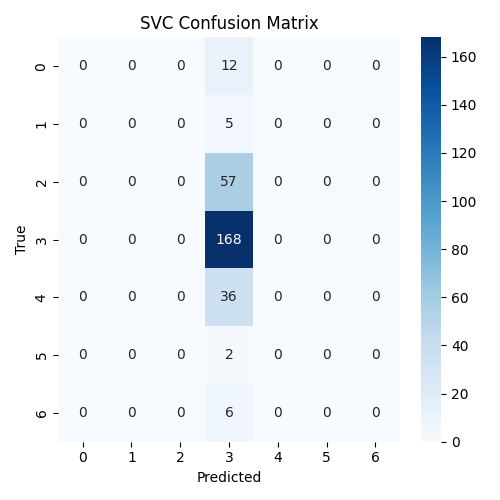 SVC Confusion Matrix
True
0 0 0 0 12 0 0 0
1 0 0 0 5 0 0 0
2 0 0 0 57 0 0 0
3 0 0 0 168 0 0 0
4 0 0 0 36 0 0 0
5 0 0 0 2 0 0 0
6 0 0 0 6 0 0 0
0 1 2 3 4 5 6
Predicted
160
140
120
100
80
60
40
20
0